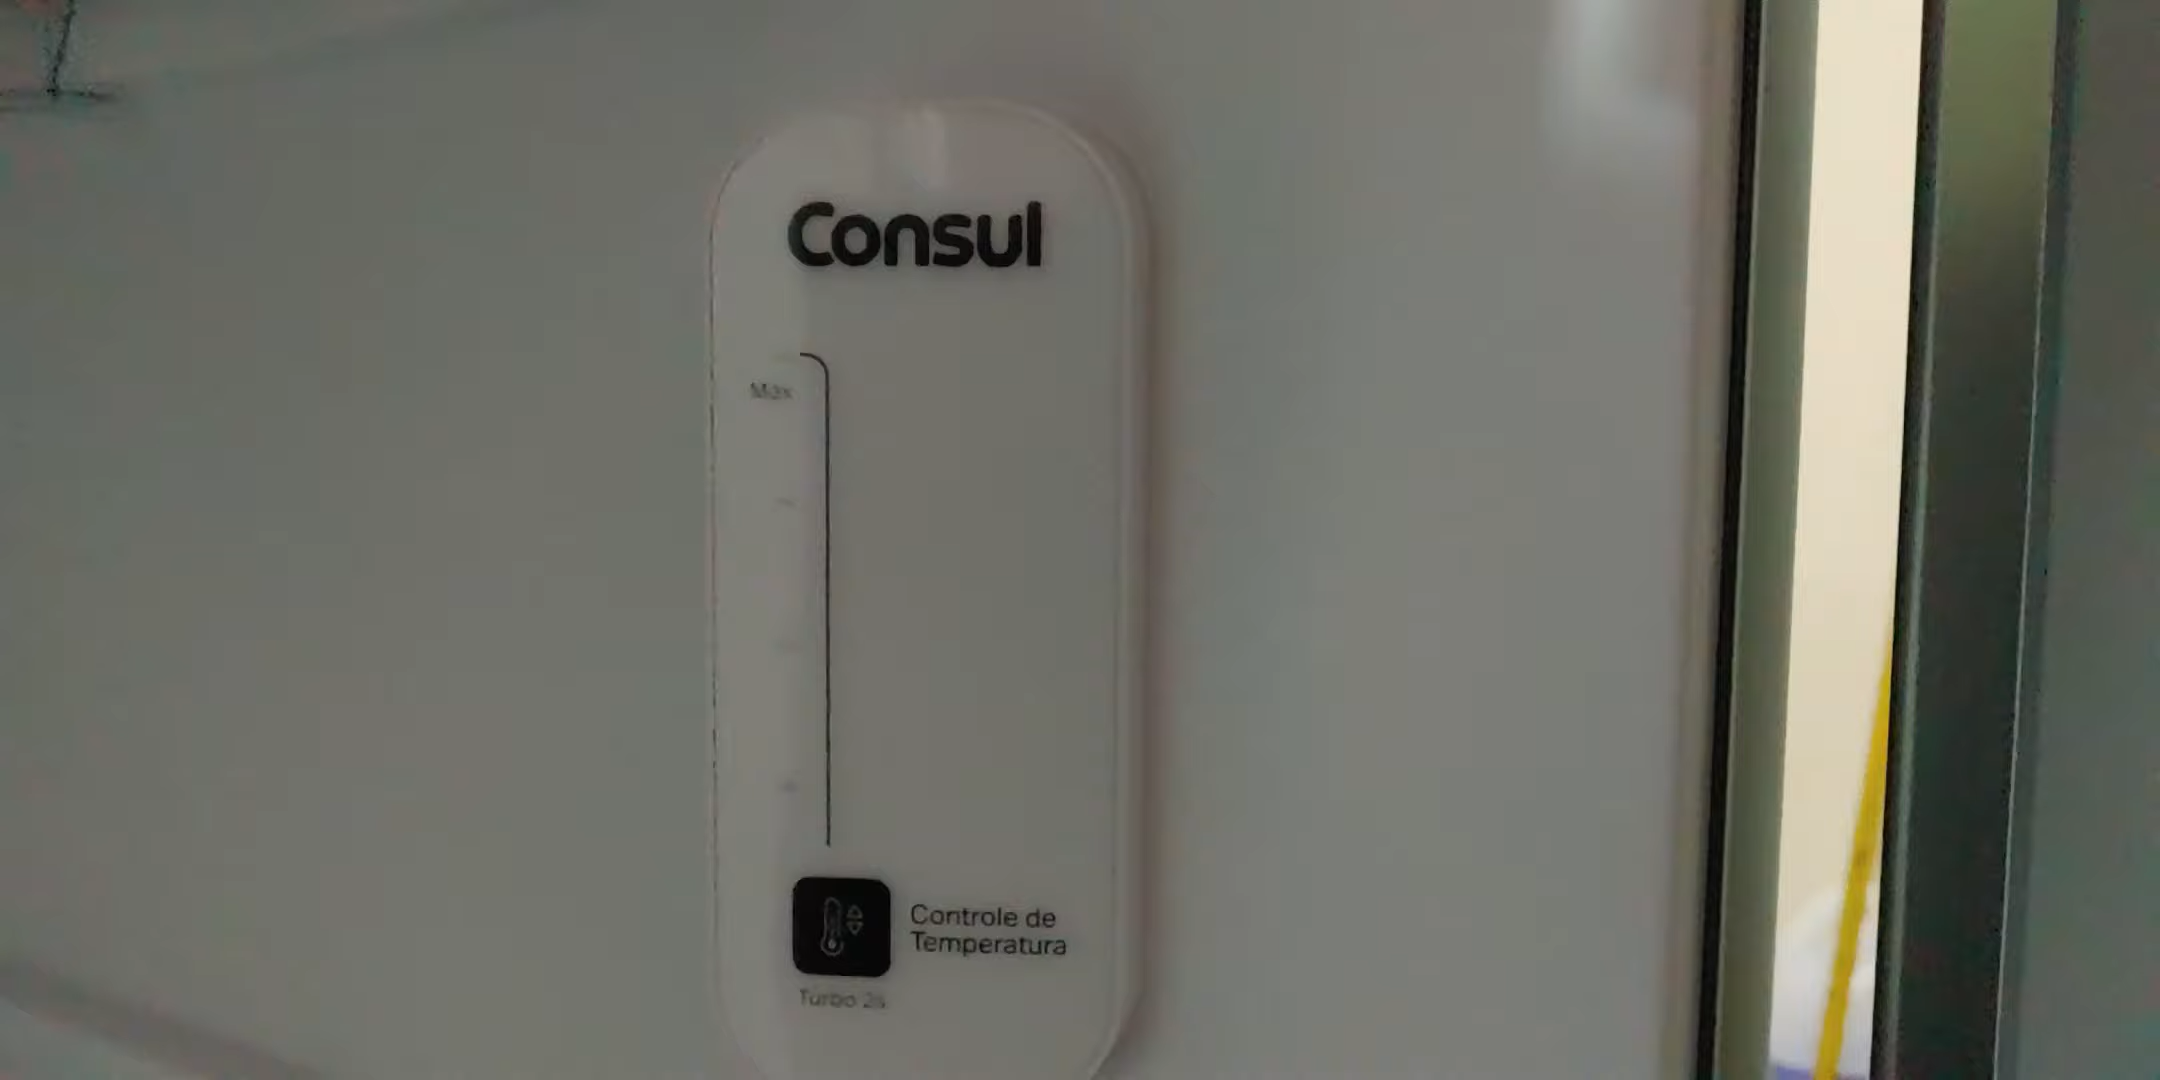 Consul
Max
Controle de
Temperatura
Turbo 2s